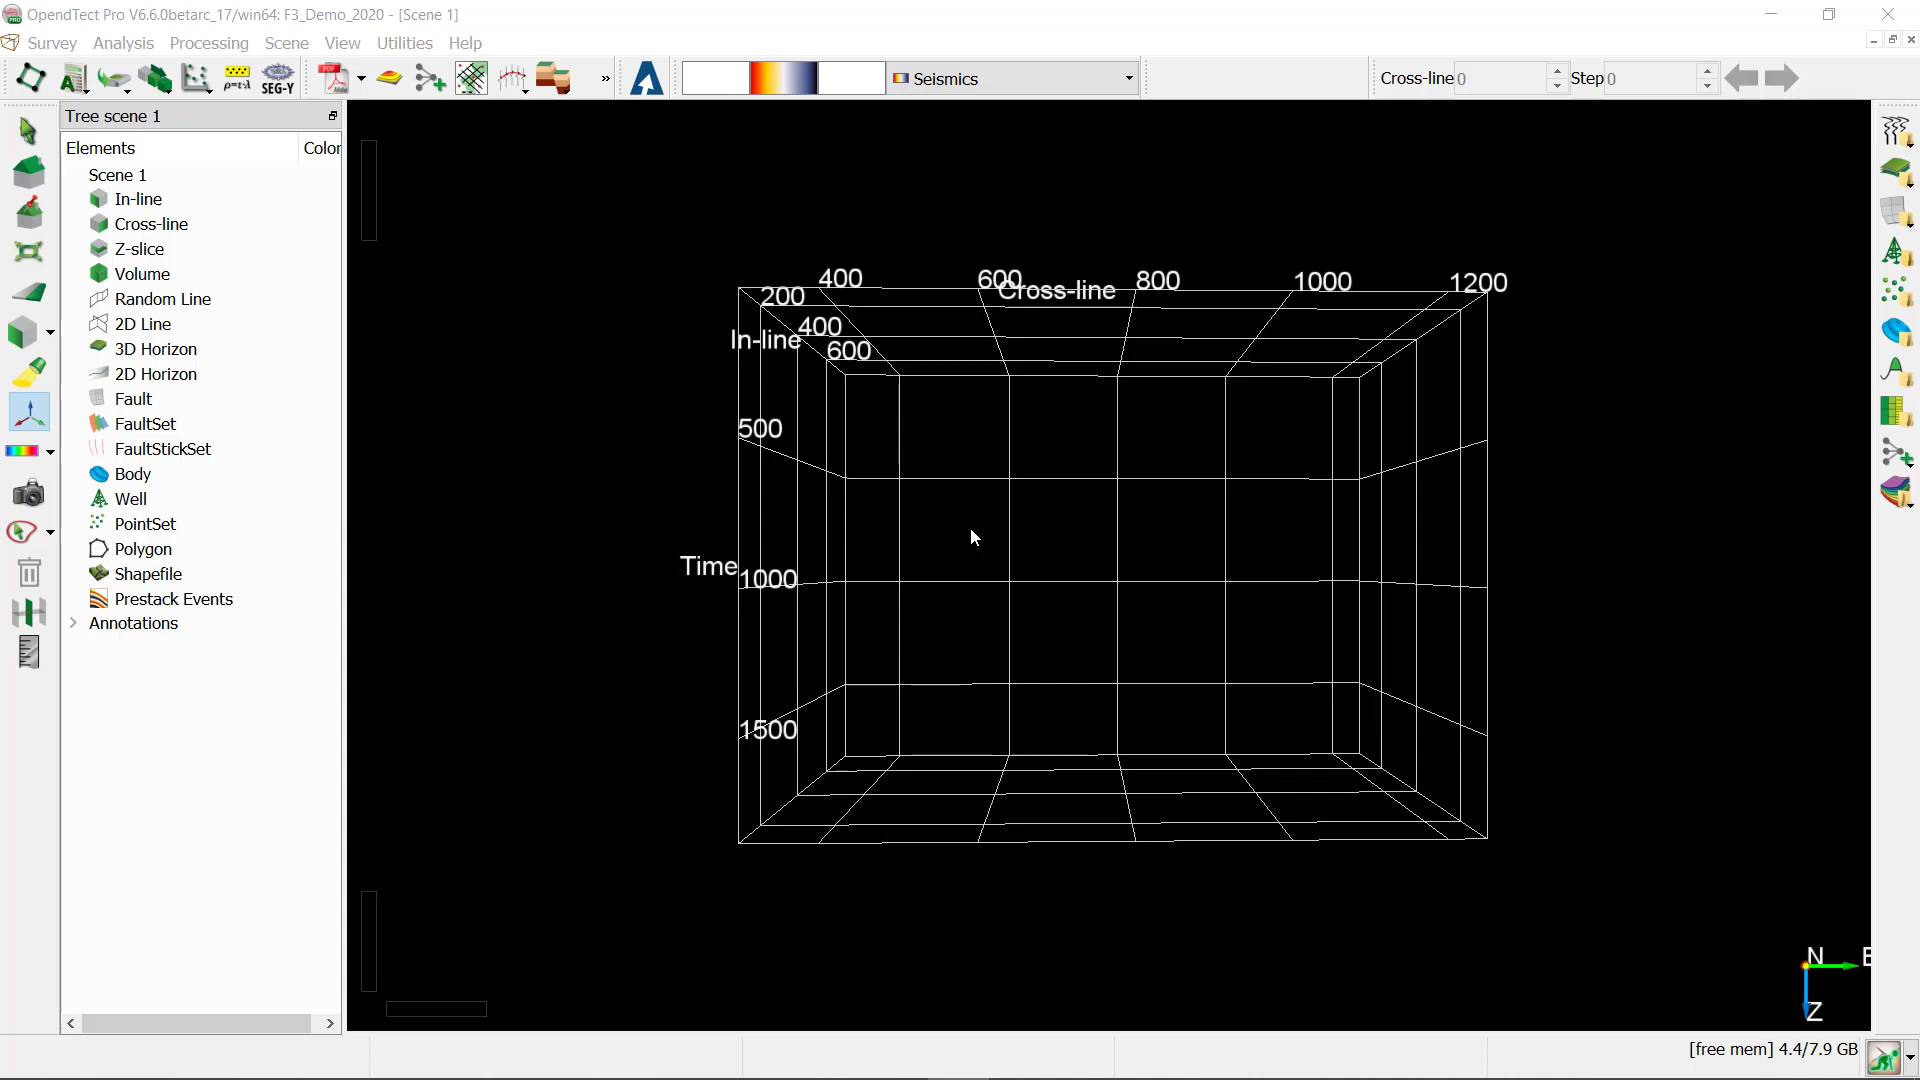 OpendTect Pro V6.6.0betarc_17/win64: F3_Demo_2020 - [Scene 1]
Survey Analysis Processing Scene View Utilities Help
PDF Adobe ρ=τ·λ SEG-Y » Seismics Cross-line 0 Step 0
Tree scene 1
Elements Color
Scene 1
In-line
Cross-line
Z-slice
Volume
Random Line
2D Line
3D Horizon
2D Horizon
Fault
FaultSet
FaultStickSet
Body
Well
PointSet
Polygon
Shapefile
Prestack Events
Annotations
400 600 800 1000 1200
Cross-line
200
400
In-line
600
500
Time
1000
1500
N E
Z
[free mem] 4.4/7.9 GB